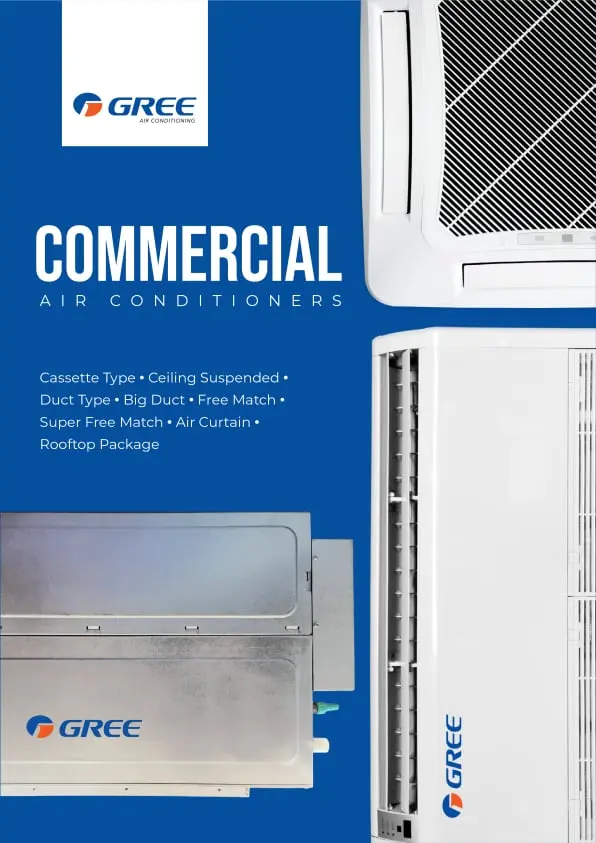 GREE
AIR CONDITIONING
COMMERCIAL
AIR CONDITIONERS
Cassette Type • Ceiling Suspended •
Duct Type • Big Duct • Free Match •
Super Free Match • Air Curtain •
Rooftop Package
GREE
GREE